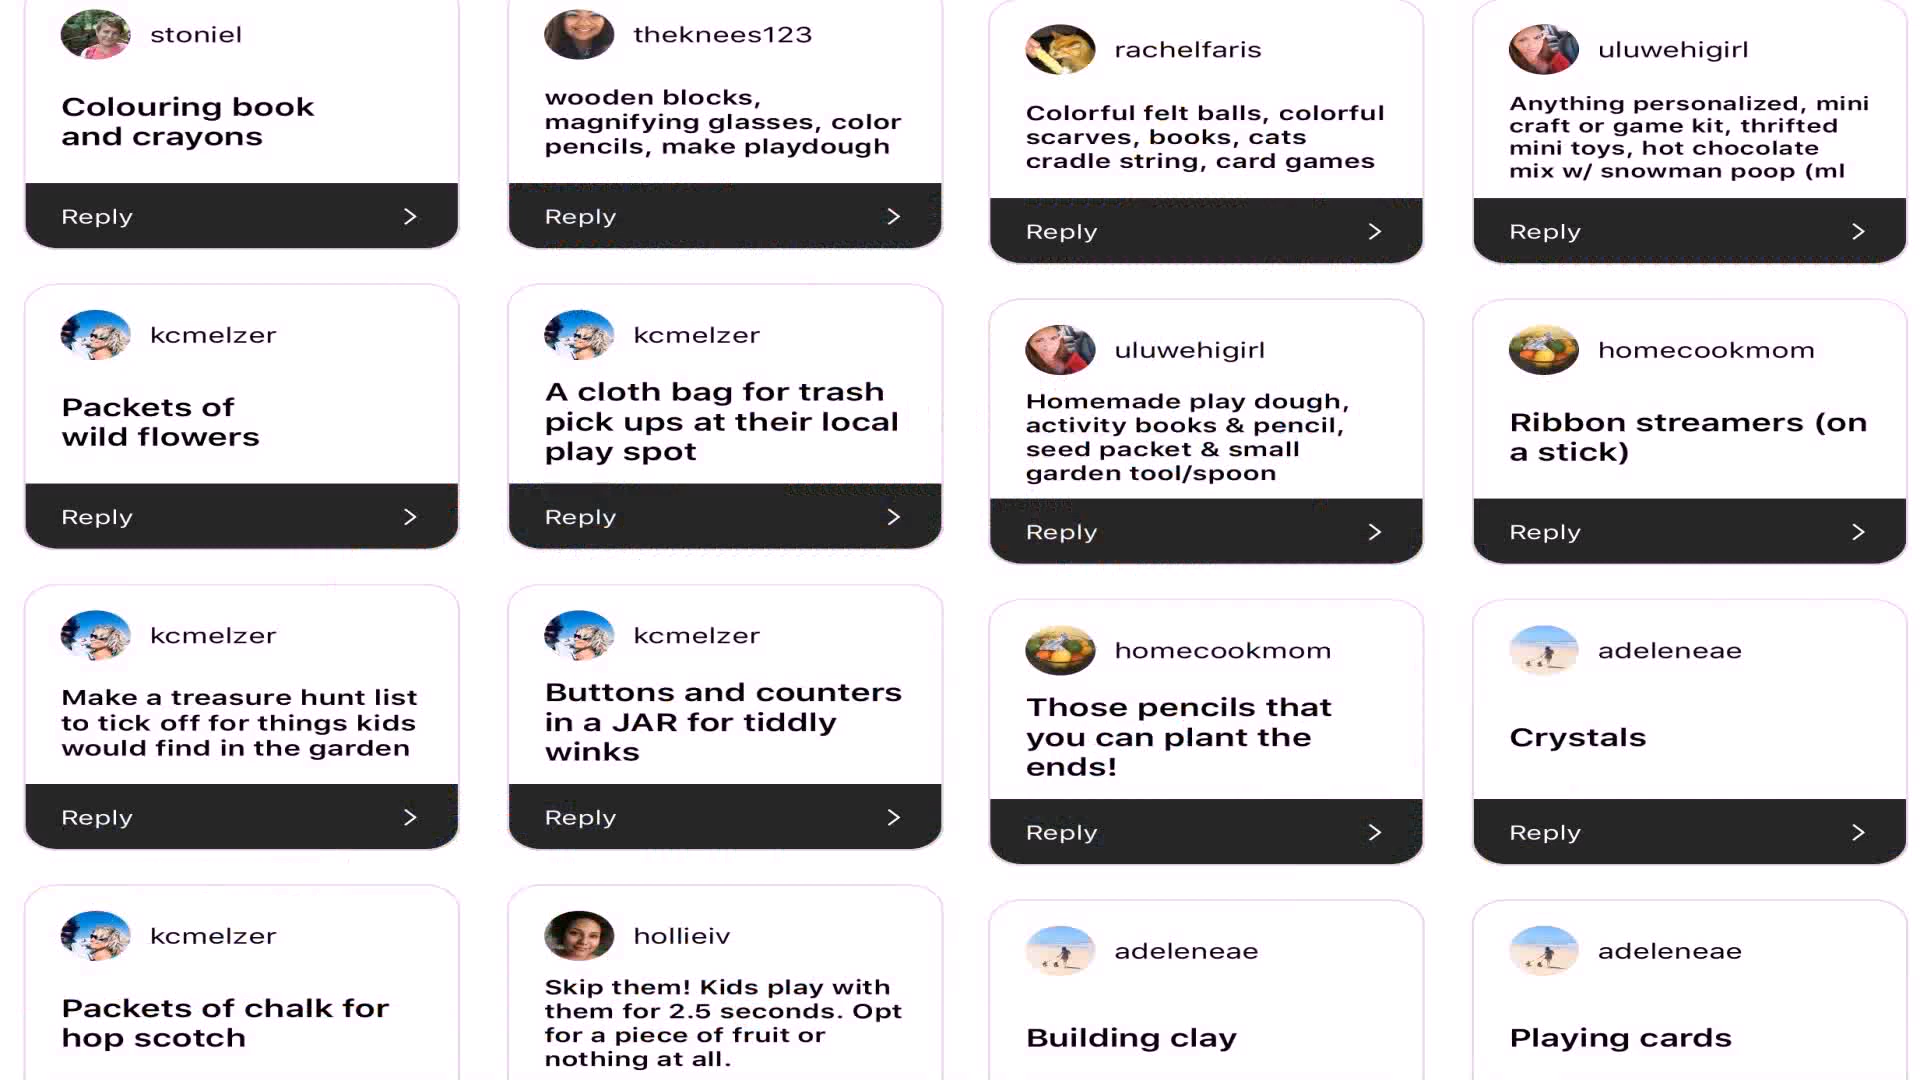 stoniel
Colouring book
and crayons
Reply
theknees123
wooden blocks,
magnifying glasses, color
pencils, make playdough
Reply
rachelfaris
Colorful felt balls, colorful
scarves, books, cats
cradle string, card games
Reply
uluwehigirl
Anything personalized, mini
craft or game kit, thrifted
mini toys, hot chocolate
mix w/ snowman poop (ml
Reply
kcmelzer
Packets of
wild flowers
Reply
kcmelzer
A cloth bag for trash
pick ups at their local
play spot
Reply
uluwehigirl
Homemade play dough,
activity books & pencil,
seed packet & small
garden tool/spoon
Reply
homecookmom
Ribbon streamers (on
a stick)
Reply
kcmelzer
Make a treasure hunt list
to tick off for things kids
would find in the garden
Reply
kcmelzer
Buttons and counters
in a JAR for tiddly
winks
Reply
homecookmom
Those pencils that
you can plant the
ends!
Reply
adeleneae
Crystals
Reply
kcmelzer
Packets of chalk for
hop scotch
hollieiv
Skip them! Kids play with
them for 2.5 seconds. Opt
for a piece of fruit or
nothing at all.
adeleneae
Building clay
adeleneae
Playing cards